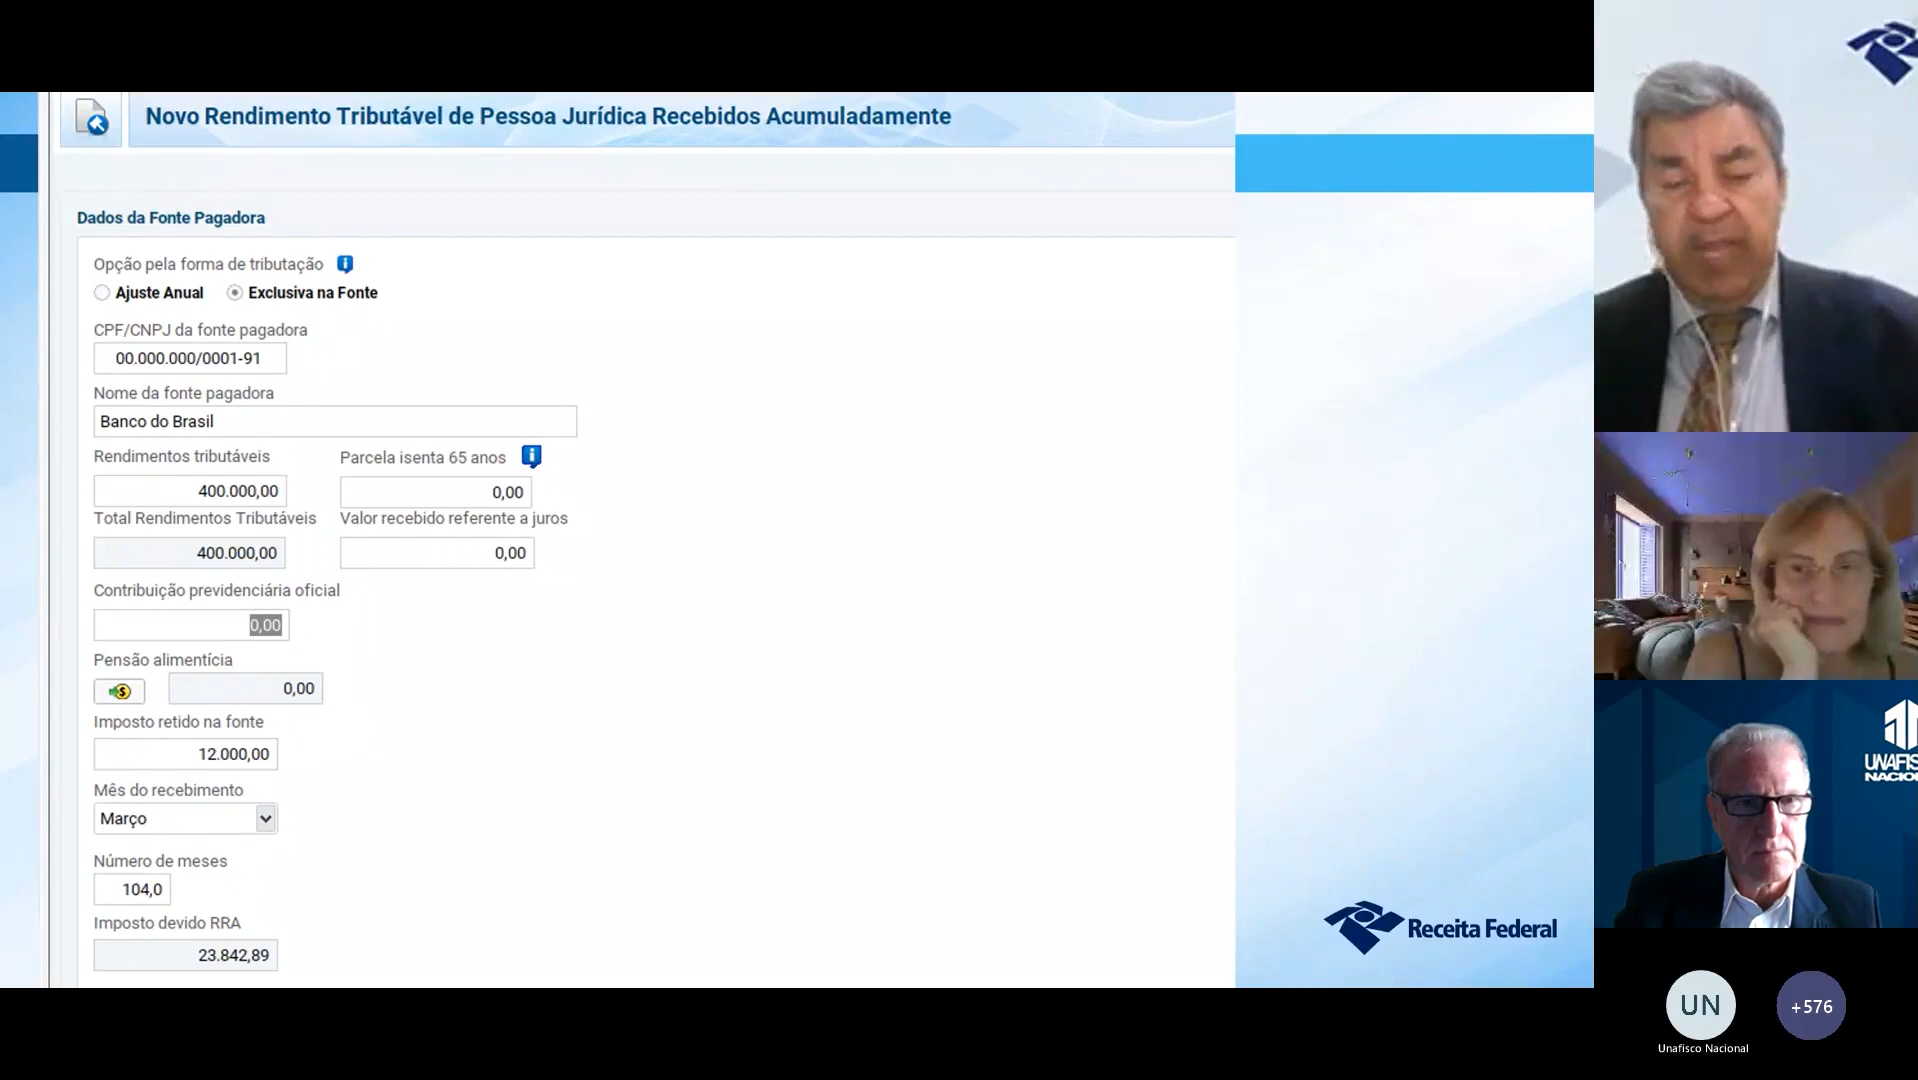 Novo Rendimento Tributável de Pessoa Jurídica Recebidos Acumuladamente
Dados da Fonte Pagadora
Opção pela forma de tributação
Ajuste Anual Exclusiva na Fonte
CPF/CNPJ da fonte pagadora
00.000.000/0001-91
Nome da fonte pagadora
Banco do Brasil
Rendimentos tributáveis Parcela isenta 65 anos
400.000,00 0,00
Total Rendimentos Tributáveis Valor recebido referente a juros
400.000,00 0,00
Contribuição previdenciária oficial
0,00
Pensão alimentícia
0,00
Imposto retido na fonte
12.000,00
Mês do recebimento
Março
Número de meses
104,0
Imposto devido RRA
23.842,89
Receita Federal
UNAFIS
NACIO
UN
+576
Unafisco Nacional